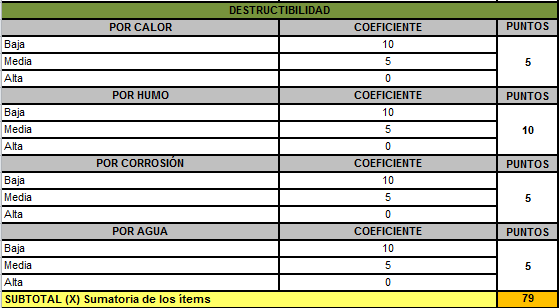 DESTRUCTIBILIDAD
POR CALOR COEFICIENTE PUNTOS
Baja 10
Media 5 5
Alta 0
POR HUMO COEFICIENTE PUNTOS
Baja 10
Media 5 10
Alta 0
POR CORROSIÓN COEFICIENTE PUNTOS
Baja 10
Media 5 5
Alta 0
POR AGUA COEFICIENTE PUNTOS
Baja 10
Media 5 5
Alta 0
SUBTOTAL (X) Sumatoria de los ítems 79